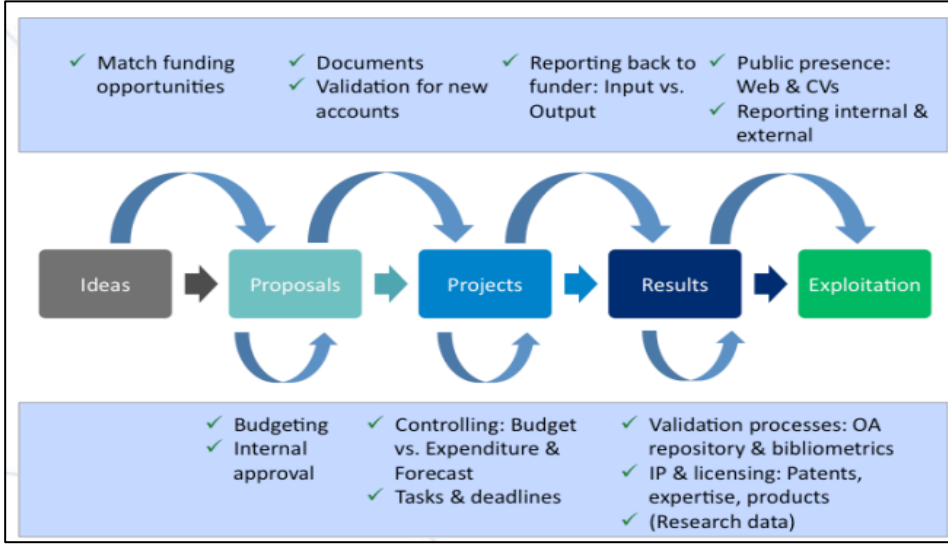 ✓ Match funding
opportunities
✓ Documents
✓ Validation for new
accounts
✓ Reporting back to
funder: Input vs.
Output
✓ Public presence:
Web & CVs
✓ Reporting internal &
external
Ideas
Proposals
Projects
Results
Exploitation
✓ Budgeting
✓ Internal
approval
✓ Controlling: Budget
vs. Expenditure &
Forecast
✓ Tasks & deadlines
✓ Validation processes: OA
repository & bibliometrics
✓ IP & licensing: Patents,
expertise, products
✓ (Research data)